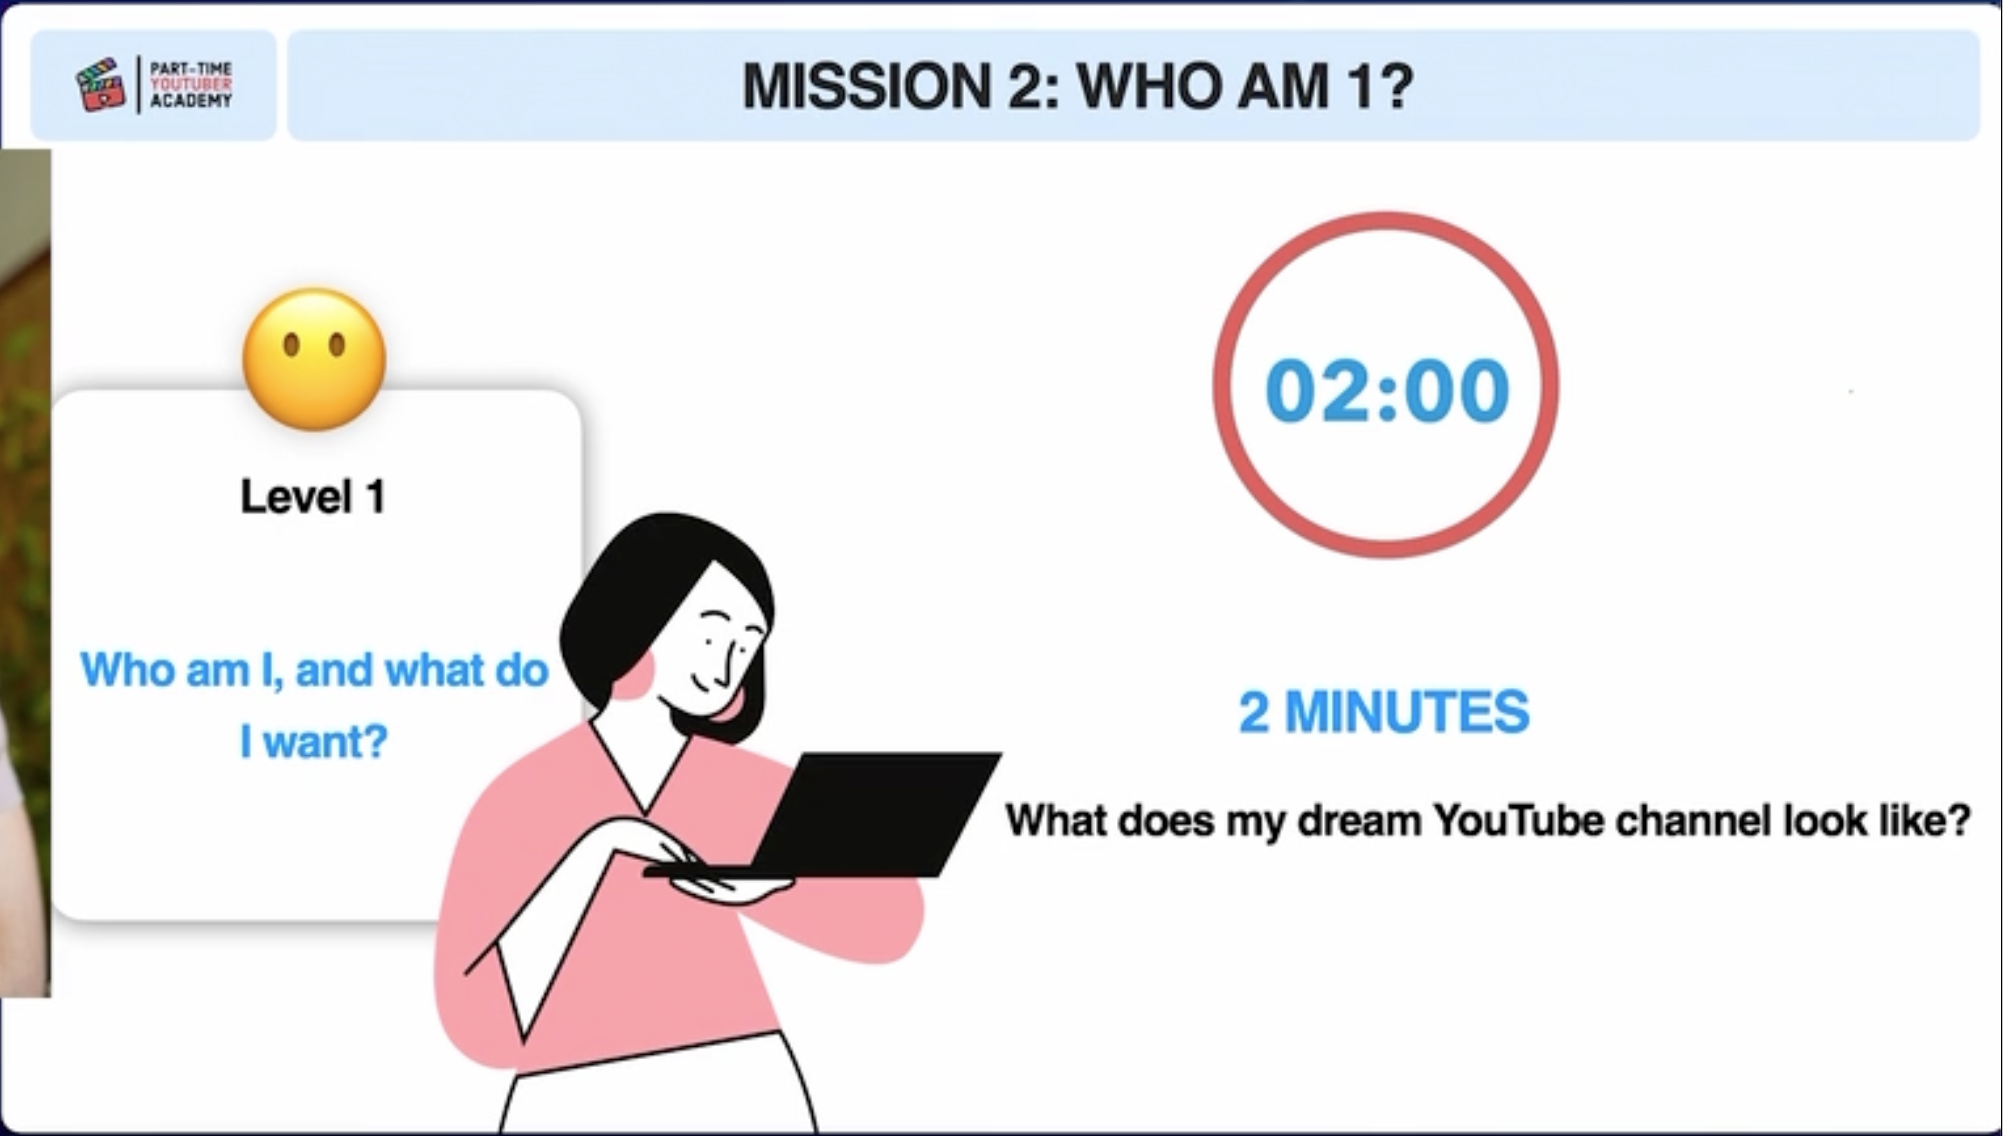 PART-TIME
YOUTUBER
ACADEMY
MISSION 2: WHO AM 1?
02:00
Level 1
Who am I, and what do
I want?
2 MINUTES
What does my dream YouTube channel look like?